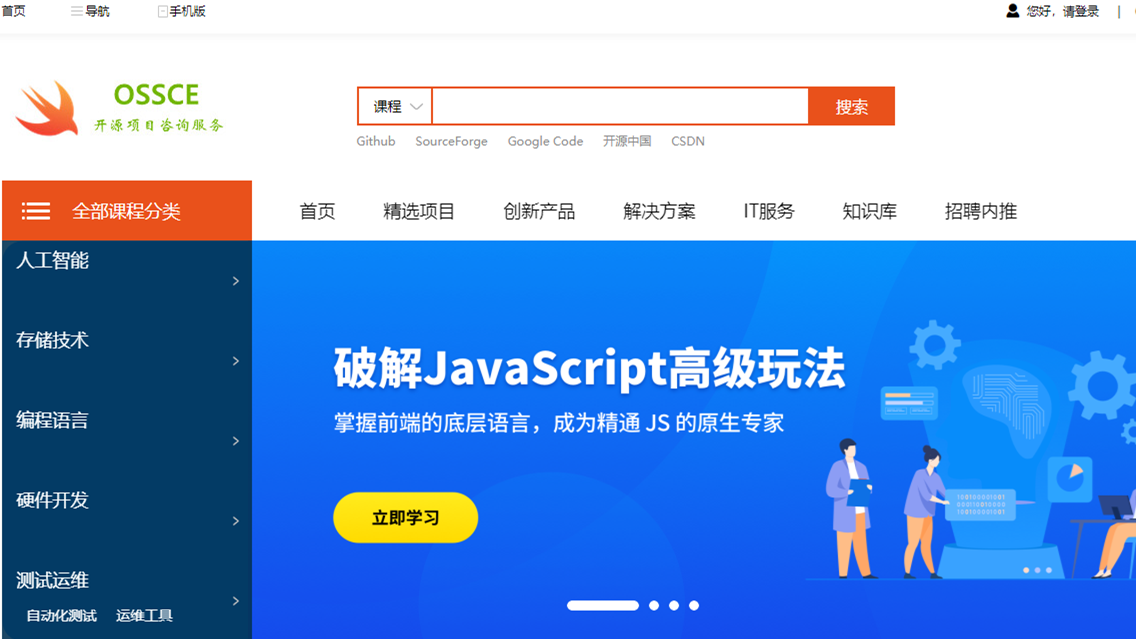 首页 导航 手机版 您好，请登录 |
OSSCE
开源项目咨询服务
课程 搜索
Github SourceForge Google Code 开源中国 CSDN
全部课程分类 首页 精选项目 创新产品 解决方案 IT服务 知识库 招聘内推
人工智能
存储技术
编程语言
硬件开发
测试运维
自动化测试 运维工具
破解JavaScript高级玩法
掌握前端的底层语言，成为精通 JS 的原生专家
立即学习